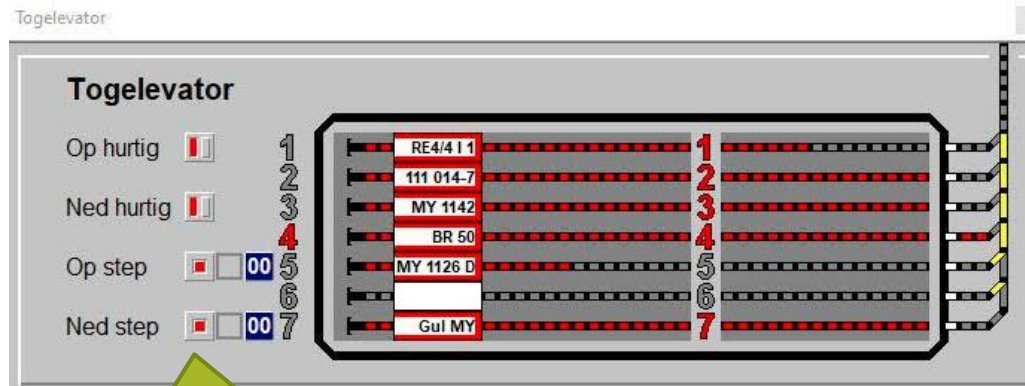 Togelevator
Togelevator
Op hurtig
Ned hurtig
Op step 00
Ned step 00
1
2
3
4
5
6
7
RE4/4 I 1 1
111 014-7 2
MY 1142 3
BR 50 4
MY 1126 D 5
6
Gul MY 7